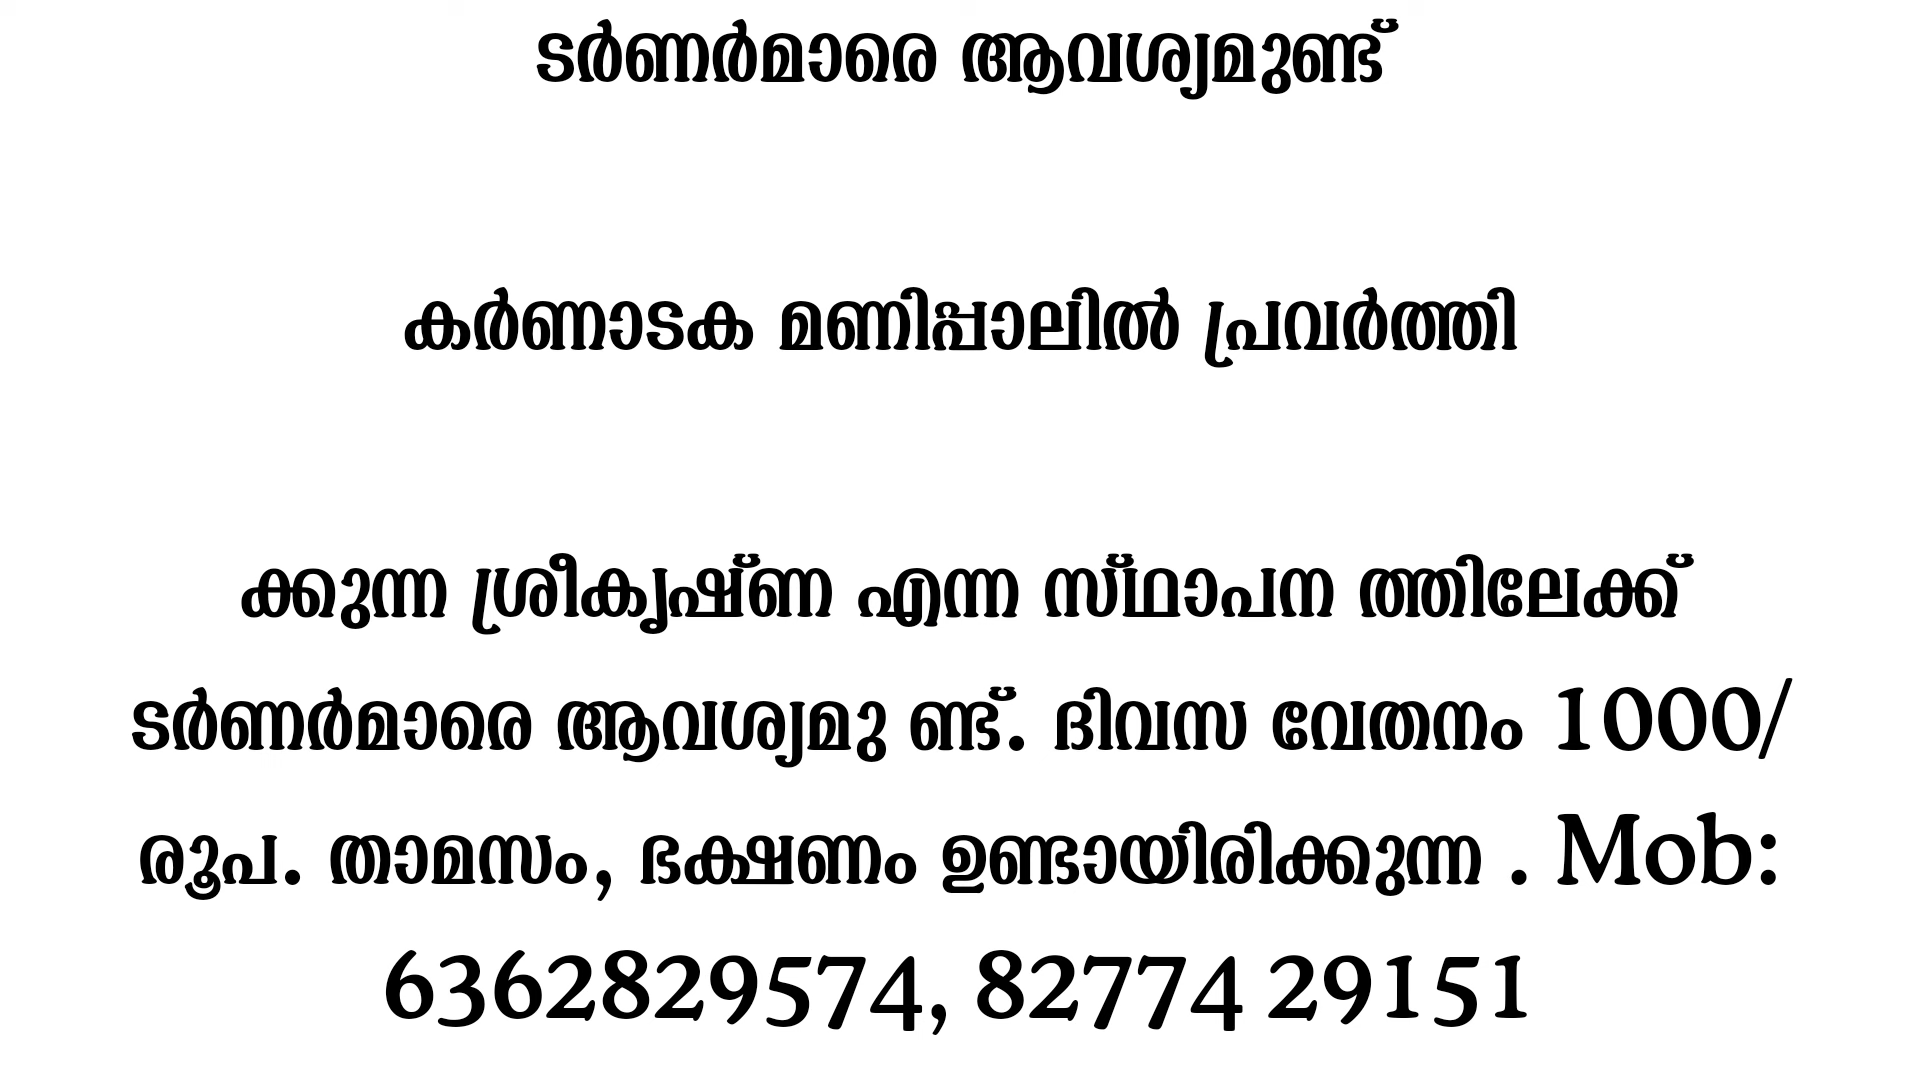 ടർണർമാരെ ആവശ്യമുണ്ട്
കർണാടക മണിപ്പാലിൽ പ്രവർത്തി
ക്കുന്ന ശ്രീകൃഷ്ണ എന്ന സ്ഥാപന ത്തിലേക്ക്
ടർണർമാരെ ആവശ്യമു ണ്ട്. ദിവസ വേതനം 1000/
രൂപ. താമസം, ഭക്ഷണം ഉണ്ടായിരിക്കുന്ന . Mob:
6362829574, 82774 29151